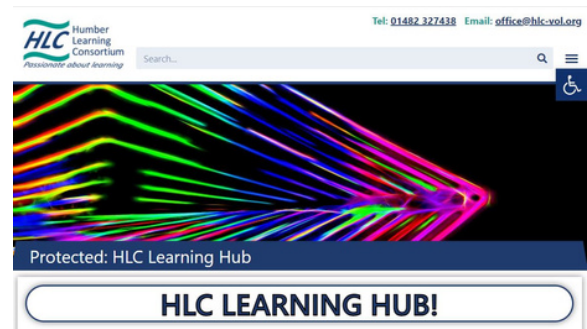 Tel: 01482 327438 Email: office@hlc-vol.org
HLC
Humber
Learning
Consortium
Passionate about learning
Search...
Protected: HLC Learning Hub
HLC LEARNING HUB!